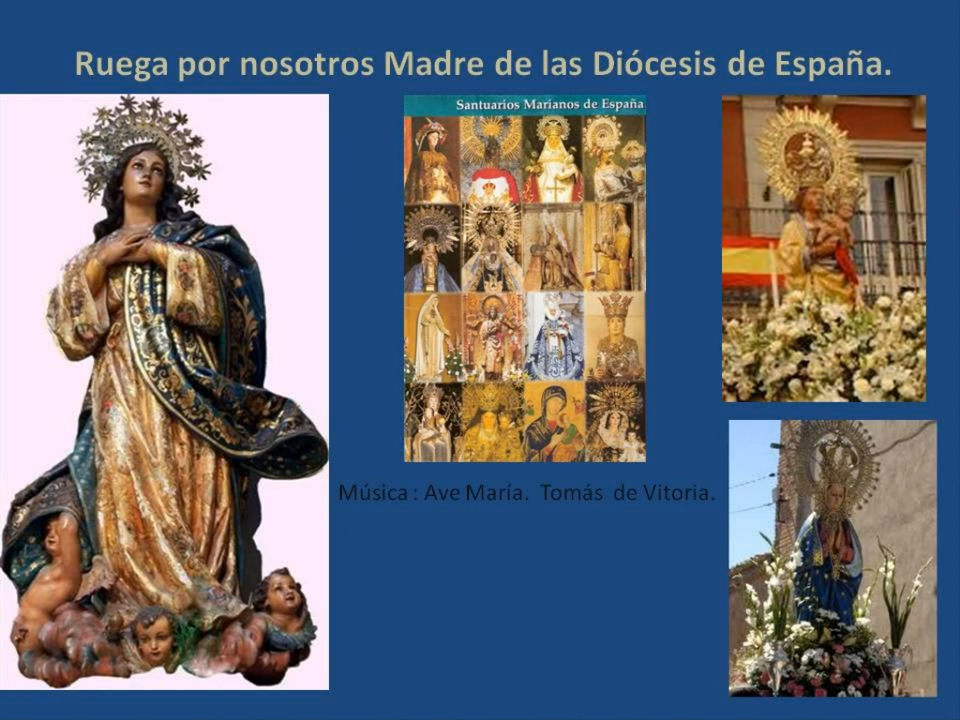 Ruega por nosotros Madre de las Diócesis de España.
Santuarios Marianos de España
Música : Ave María.  Tomás  de Vitoria.